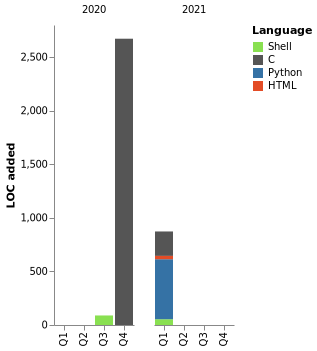 2020 2021
Language
Shell
C
Python
HTML
LOC added
2,500
2,000
1,500
1,000
500
0
Q1 Q2 Q3 Q4 Q1 Q2 Q3 Q4